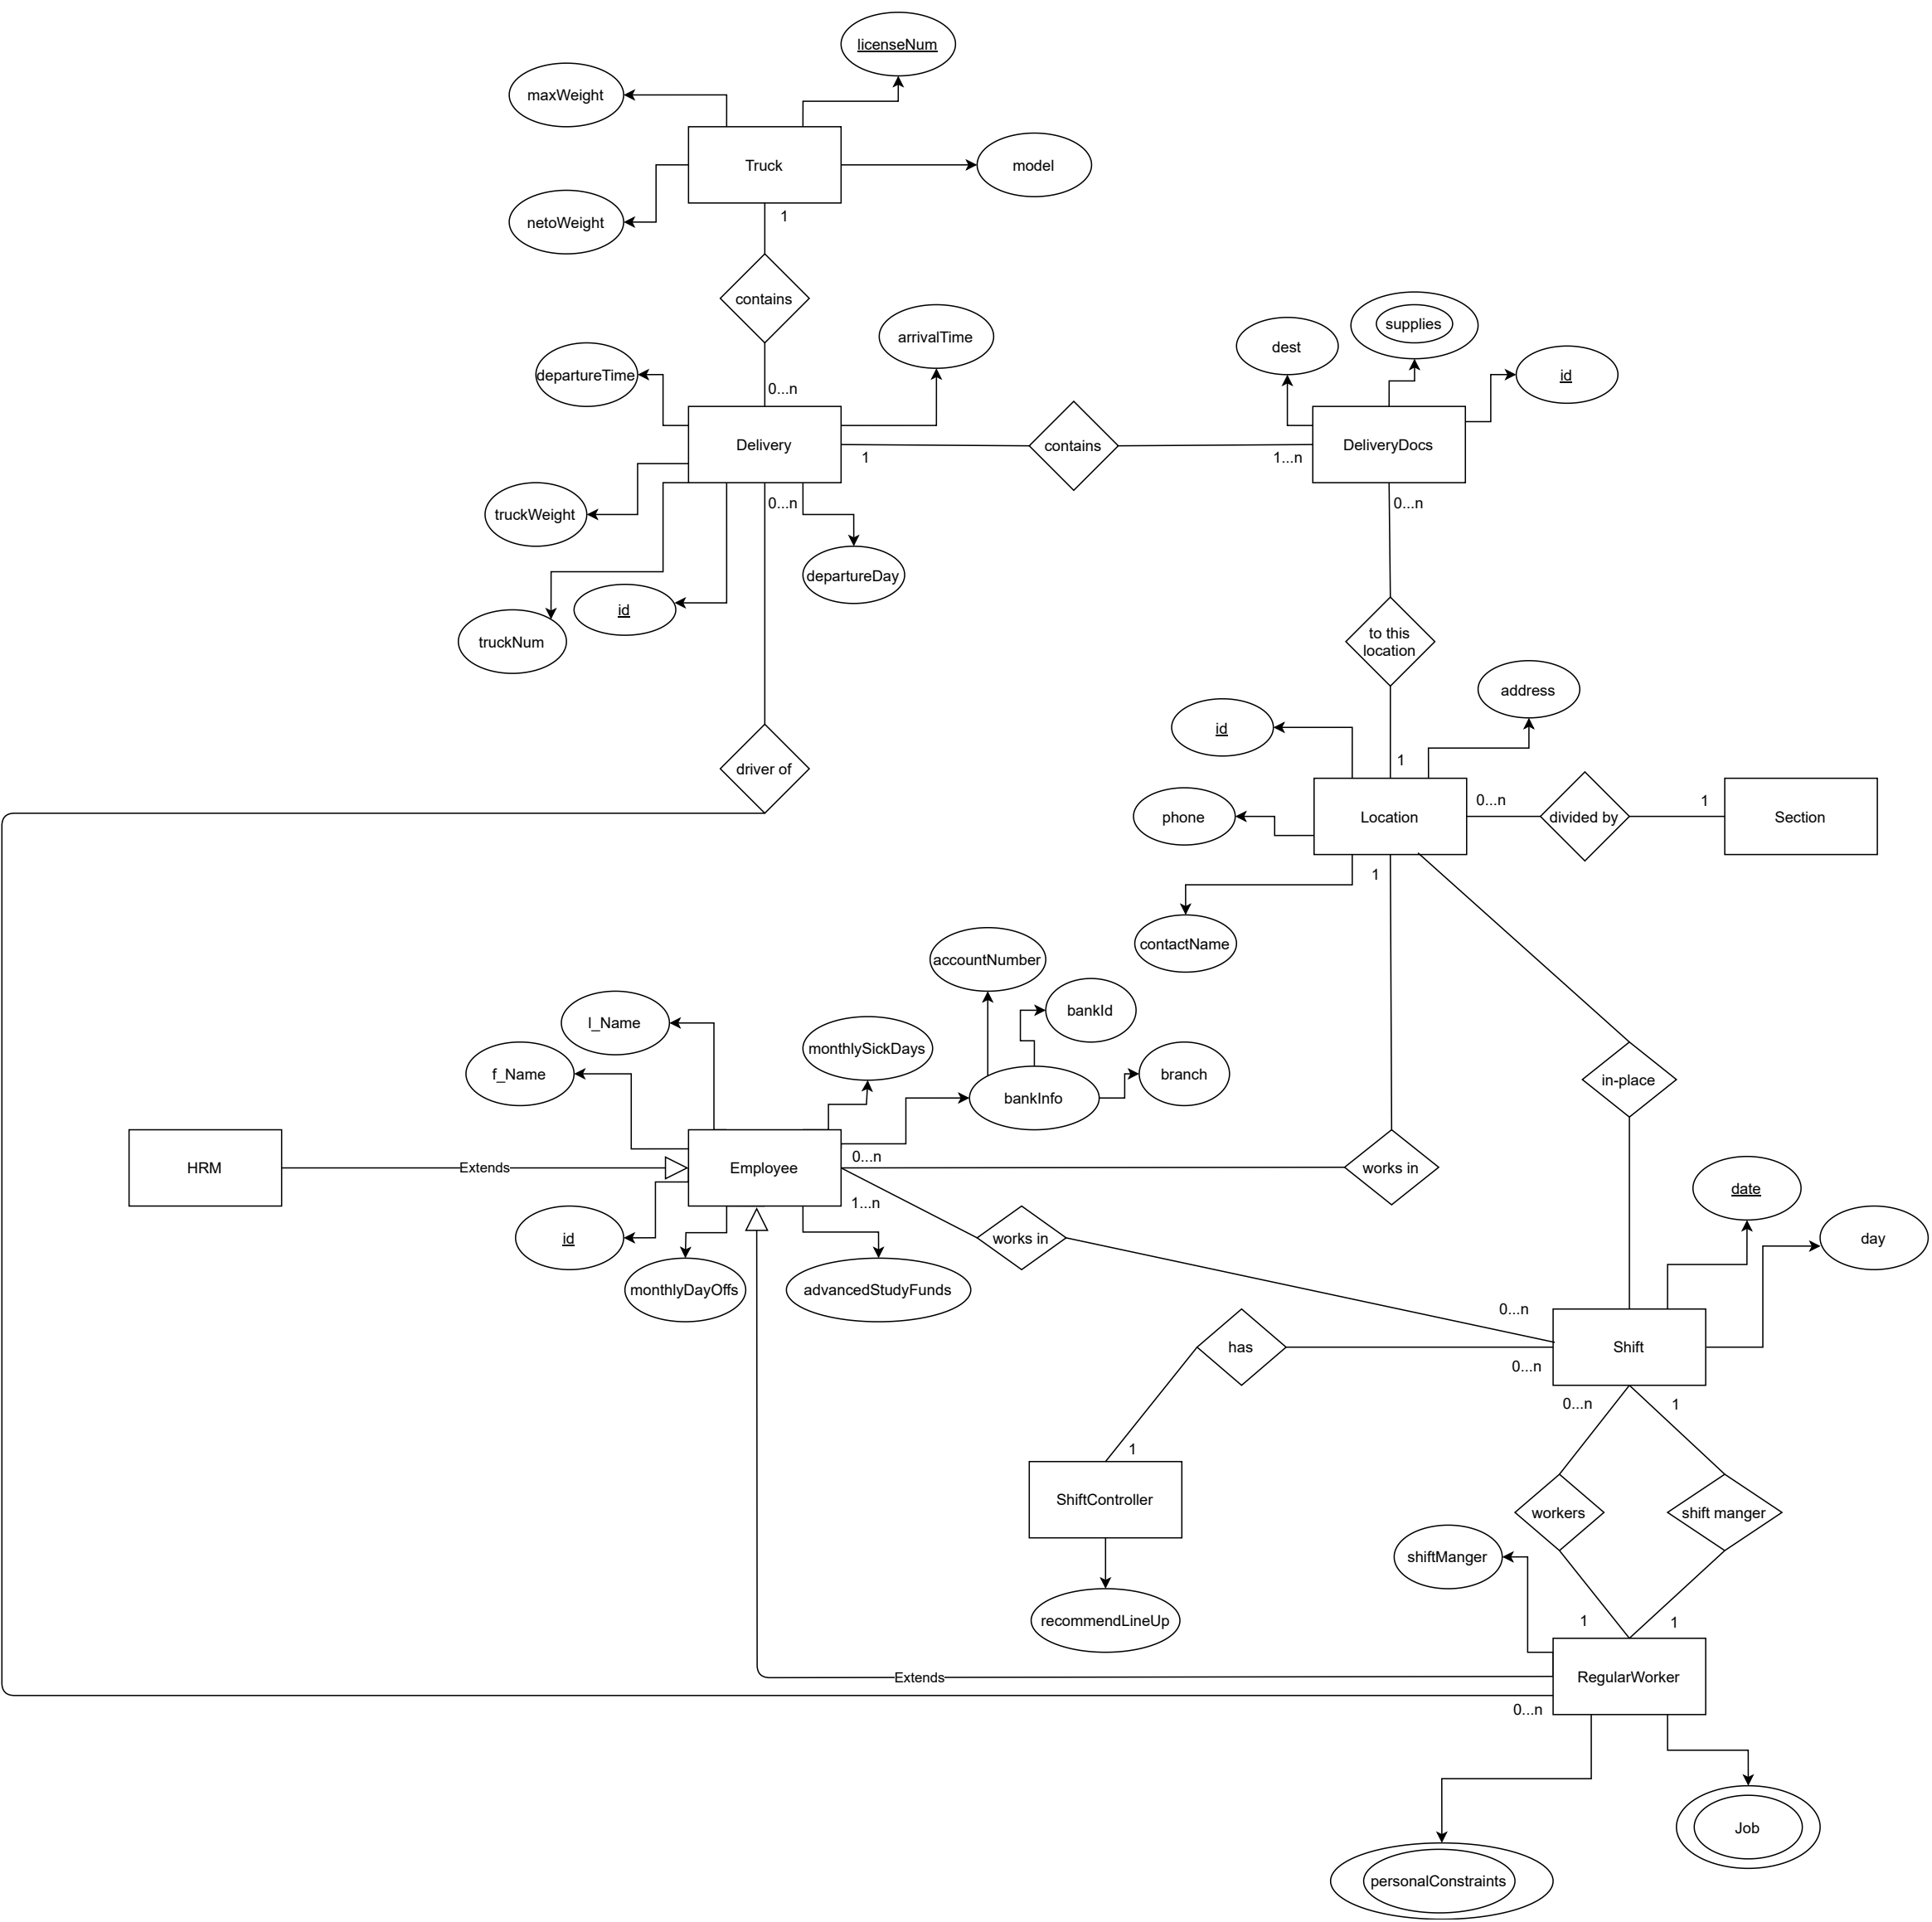 licenseNum
maxWeight
Truck
model
netoWeight
1
contains
arrivalTime
supplies
dest
departureTime
id
0...n
Delivery
contains
DeliveryDocs
1
1...n
0...n
0...n
truckWeight
departureDay
id
truckNum
to this
location
address
id
driver of
1
0...n
1
phone
Location
divided by
Section
1
contactName
accountNumber
bankId
l_Name
monthlySickDays
f_Name
branch
in-place
bankInfo
0...n
HRM
Extends
Employee
works in
date
1...n
id
works in
day
monthlyDayOffs
advancedStudyFunds
0...n
has
Shift
0...n
0...n
1
1
ShiftController
workers
shift manger
shiftManger
recommendLineUp
1
1
Extends
RegularWorker
0...n
Job
personalConstraints